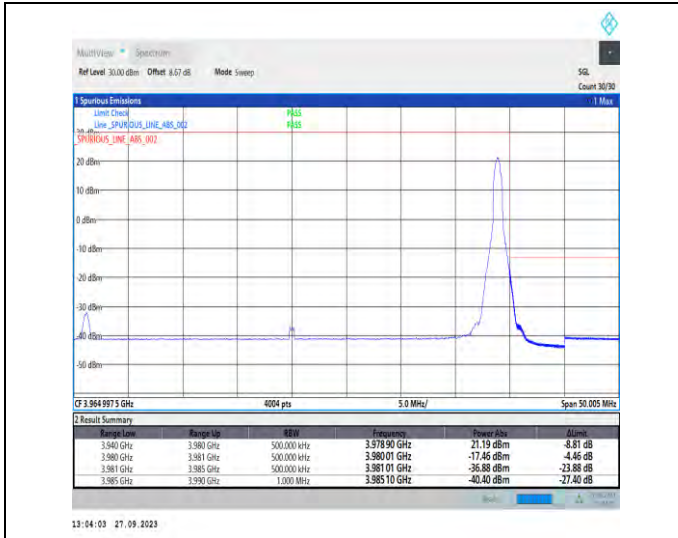 MultiView Spectrum
Ref Level 30.00 dBm Offset 8.67 dB Mode Sweep SGL
Count 30/30
1 Spurious Emissions 1 Max
Limit Check PASS
Line _SPURIOUS_LINE_ABS_002 PASS
_SPURIOUS_LINE_ABS_002
20 dBm
10 dBm
0 dBm
-10 dBm
-20 dBm
-30 dBm
-40 dBm
-50 dBm
CF 3.964 997 5 GHz 4004 pts 5.0 MHz/ Span 50.005 MHz
2 Result Summary
Range Low Range Up RBW Frequency Power Abs ΔLimit
3.940 GHz 3.980 GHz 500.000 kHz 3.978 90 GHz 21.19 dBm -8.81 dB
3.980 GHz 3.981 GHz 500.000 kHz 3.980 01 GHz -17.46 dBm -4.46 dB
3.981 GHz 3.985 GHz 500.000 kHz 3.981 01 GHz -36.88 dBm -23.88 dB
3.985 GHz 3.990 GHz 1.000 MHz 3.985 10 GHz -40.40 dBm -27.40 dB
13:04:03 27.09.2023